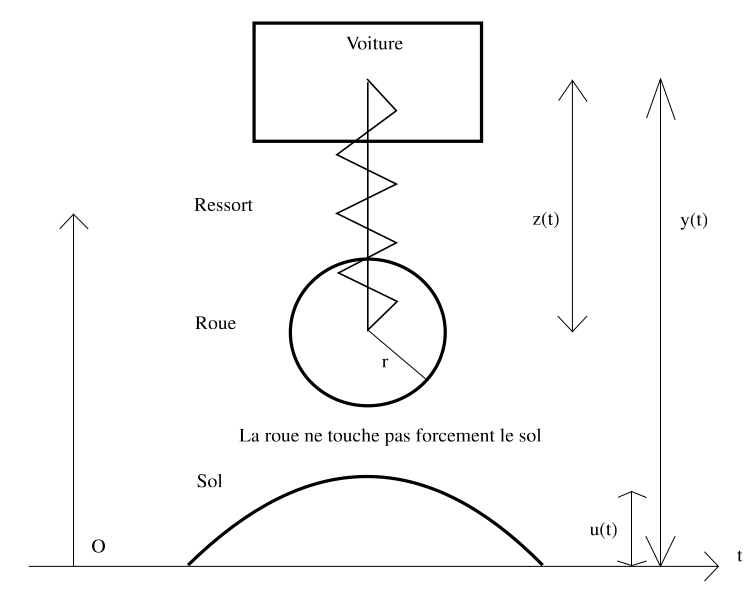 Voiture
Ressort
z(t)
y(t)
Roue
r
La roue ne touche pas forcement le sol
Sol
u(t)
O
t